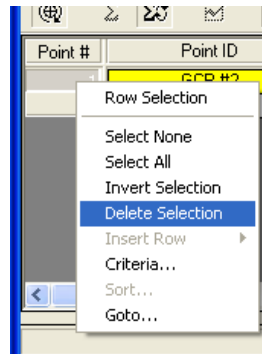 Point #	Point ID
1	GCP #2
Row Selection
Select None
Select All
Invert Selection
Delete Selection
Insert Row
Criteria...
Sort...
Goto...